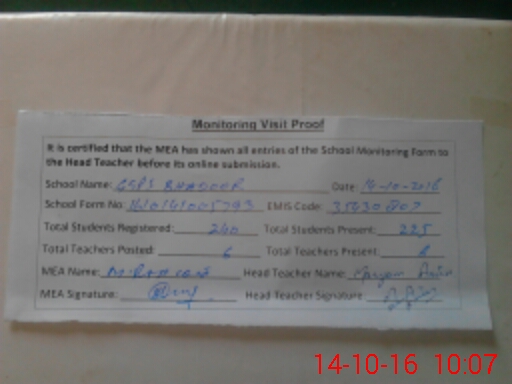 Monitoring Visit Proof
It is certified that the MEA has shown all entries of the School Monitoring Form to
the Head Teacher before its online submission.
School Name: GGPS Date: 14-10-2016
School Form No: EMIS Code:
Total Students Registered: 240 Total Students Present: 225
Total Teachers Posted: 6 Total Teachers Present: 6
MEA Name: Head Teacher Name: Maryam
MEA Signature: Head Teacher Signature:
14-10-16 10:07